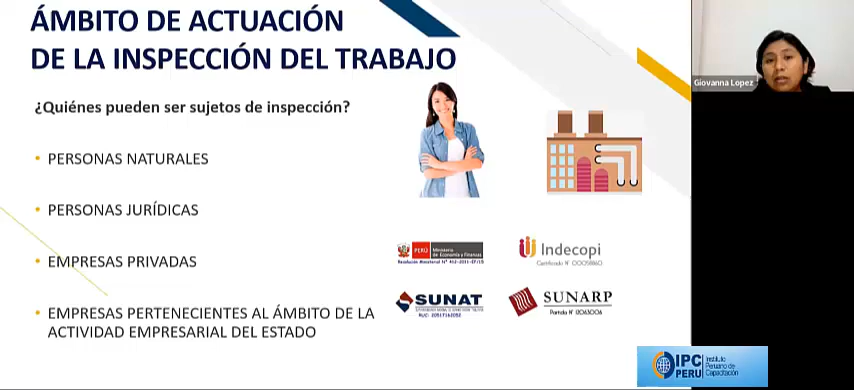 ÁMBITO DE ACTUACIÓN
DE LA INSPECCIÓN DEL TRABAJO
Giovanna Lopez
¿Quiénes pueden ser sujetos de inspección?
• PERSONAS NATURALES
• PERSONAS JURÍDICAS
• EMPRESAS PRIVADAS
• EMPRESAS PERTENECIENTES AL ÁMBITO DE LA
ACTIVIDAD EMPRESARIAL DEL ESTADO
PERÚ
Ministerio
de Economía y Finanzas
Indecopi
SUNAT
SUNARP
IPC
PERU
Instituto
Peruano de
Capacitación